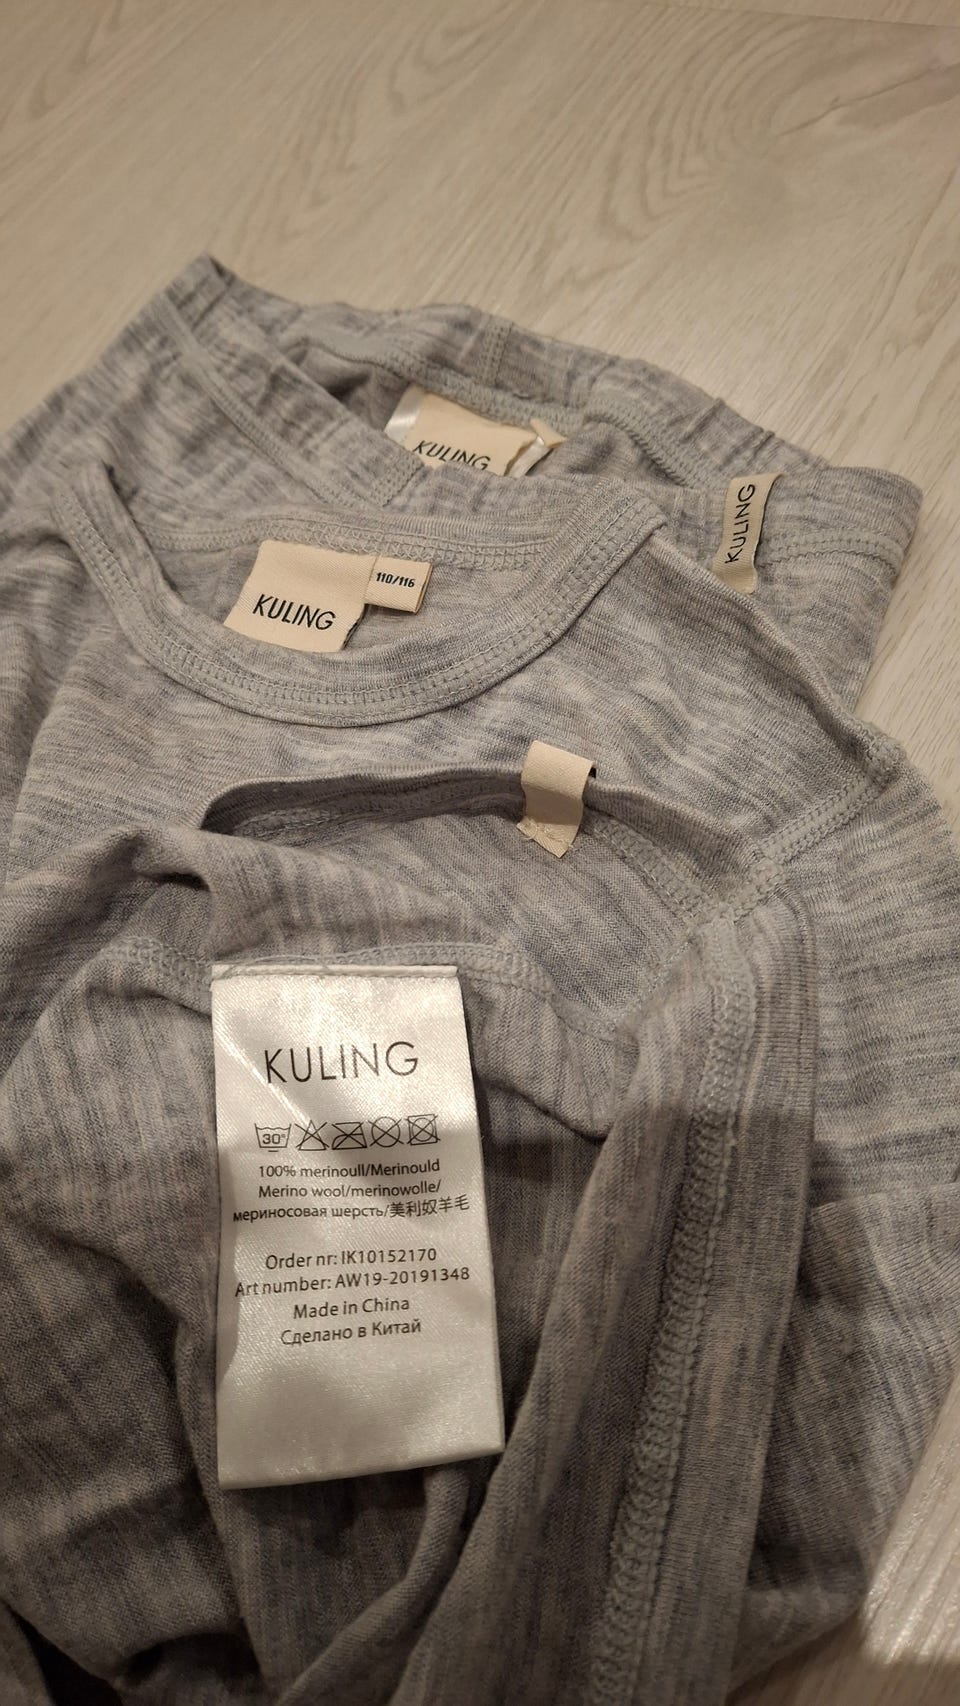 KULING
KULING
110/116
KULING
KULING
30°
100% merinoull/Merinould
Merino wool/merinowolle/
мериносовая шерсть/美利奴羊毛
Order nr: IK10152170
Art number: AW19-20191348
Made in China
Сделано в Китай